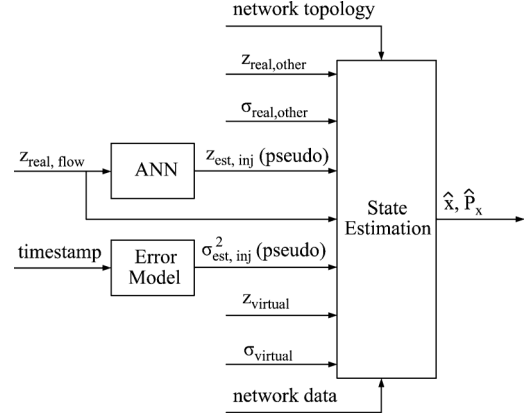 network topology
z_real,other
σ_real,other
z_real, flow
ANN
z_est, inj (pseudo)
State
Estimation
x̂, P̂_x
timestamp
Error
Model
σ²_est, inj (pseudo)
z_virtual
σ_virtual
network data